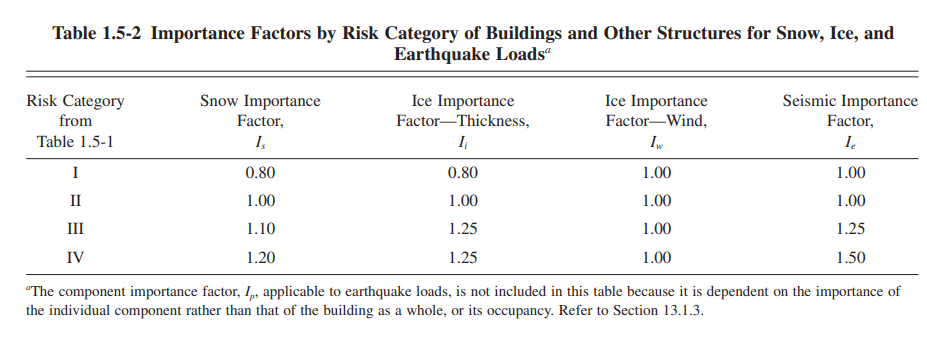 Table 1.5-2 Importance Factors by Risk Category of Buildings and Other Structures for Snow, Ice, and
Earthquake Loadsᵃ
Risk Category from Table 1.5-1 Snow Importance Factor, Iₛ Ice Importance Factor—Thickness, Iᵢ Ice Importance Factor—Wind, I_w Seismic Importance Factor, Iₑ
I 0.80 0.80 1.00 1.00
II 1.00 1.00 1.00 1.00
III 1.10 1.25 1.00 1.25
IV 1.20 1.25 1.00 1.50
ᵃThe component importance factor, Iₚ, applicable to earthquake loads, is not included in this table because it is dependent on the importance of
the individual component rather than that of the building as a whole, or its occupancy. Refer to Section 13.1.3.